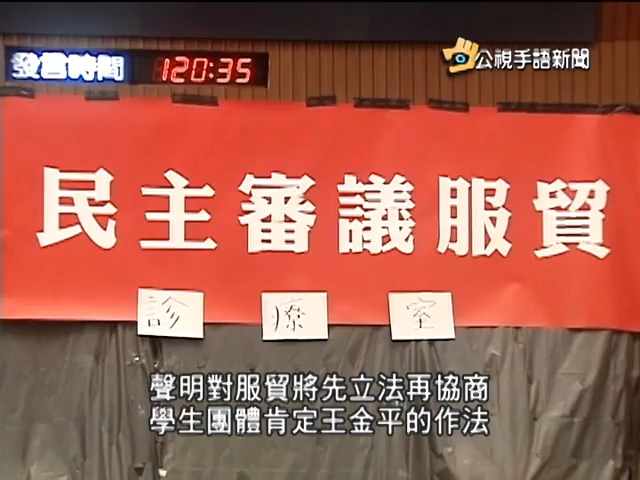 發言時間 120:35
公視手語新聞
民主審議服貿
診療室
聲明對服貿將先立法再協商
學生團體肯定王金平的作法